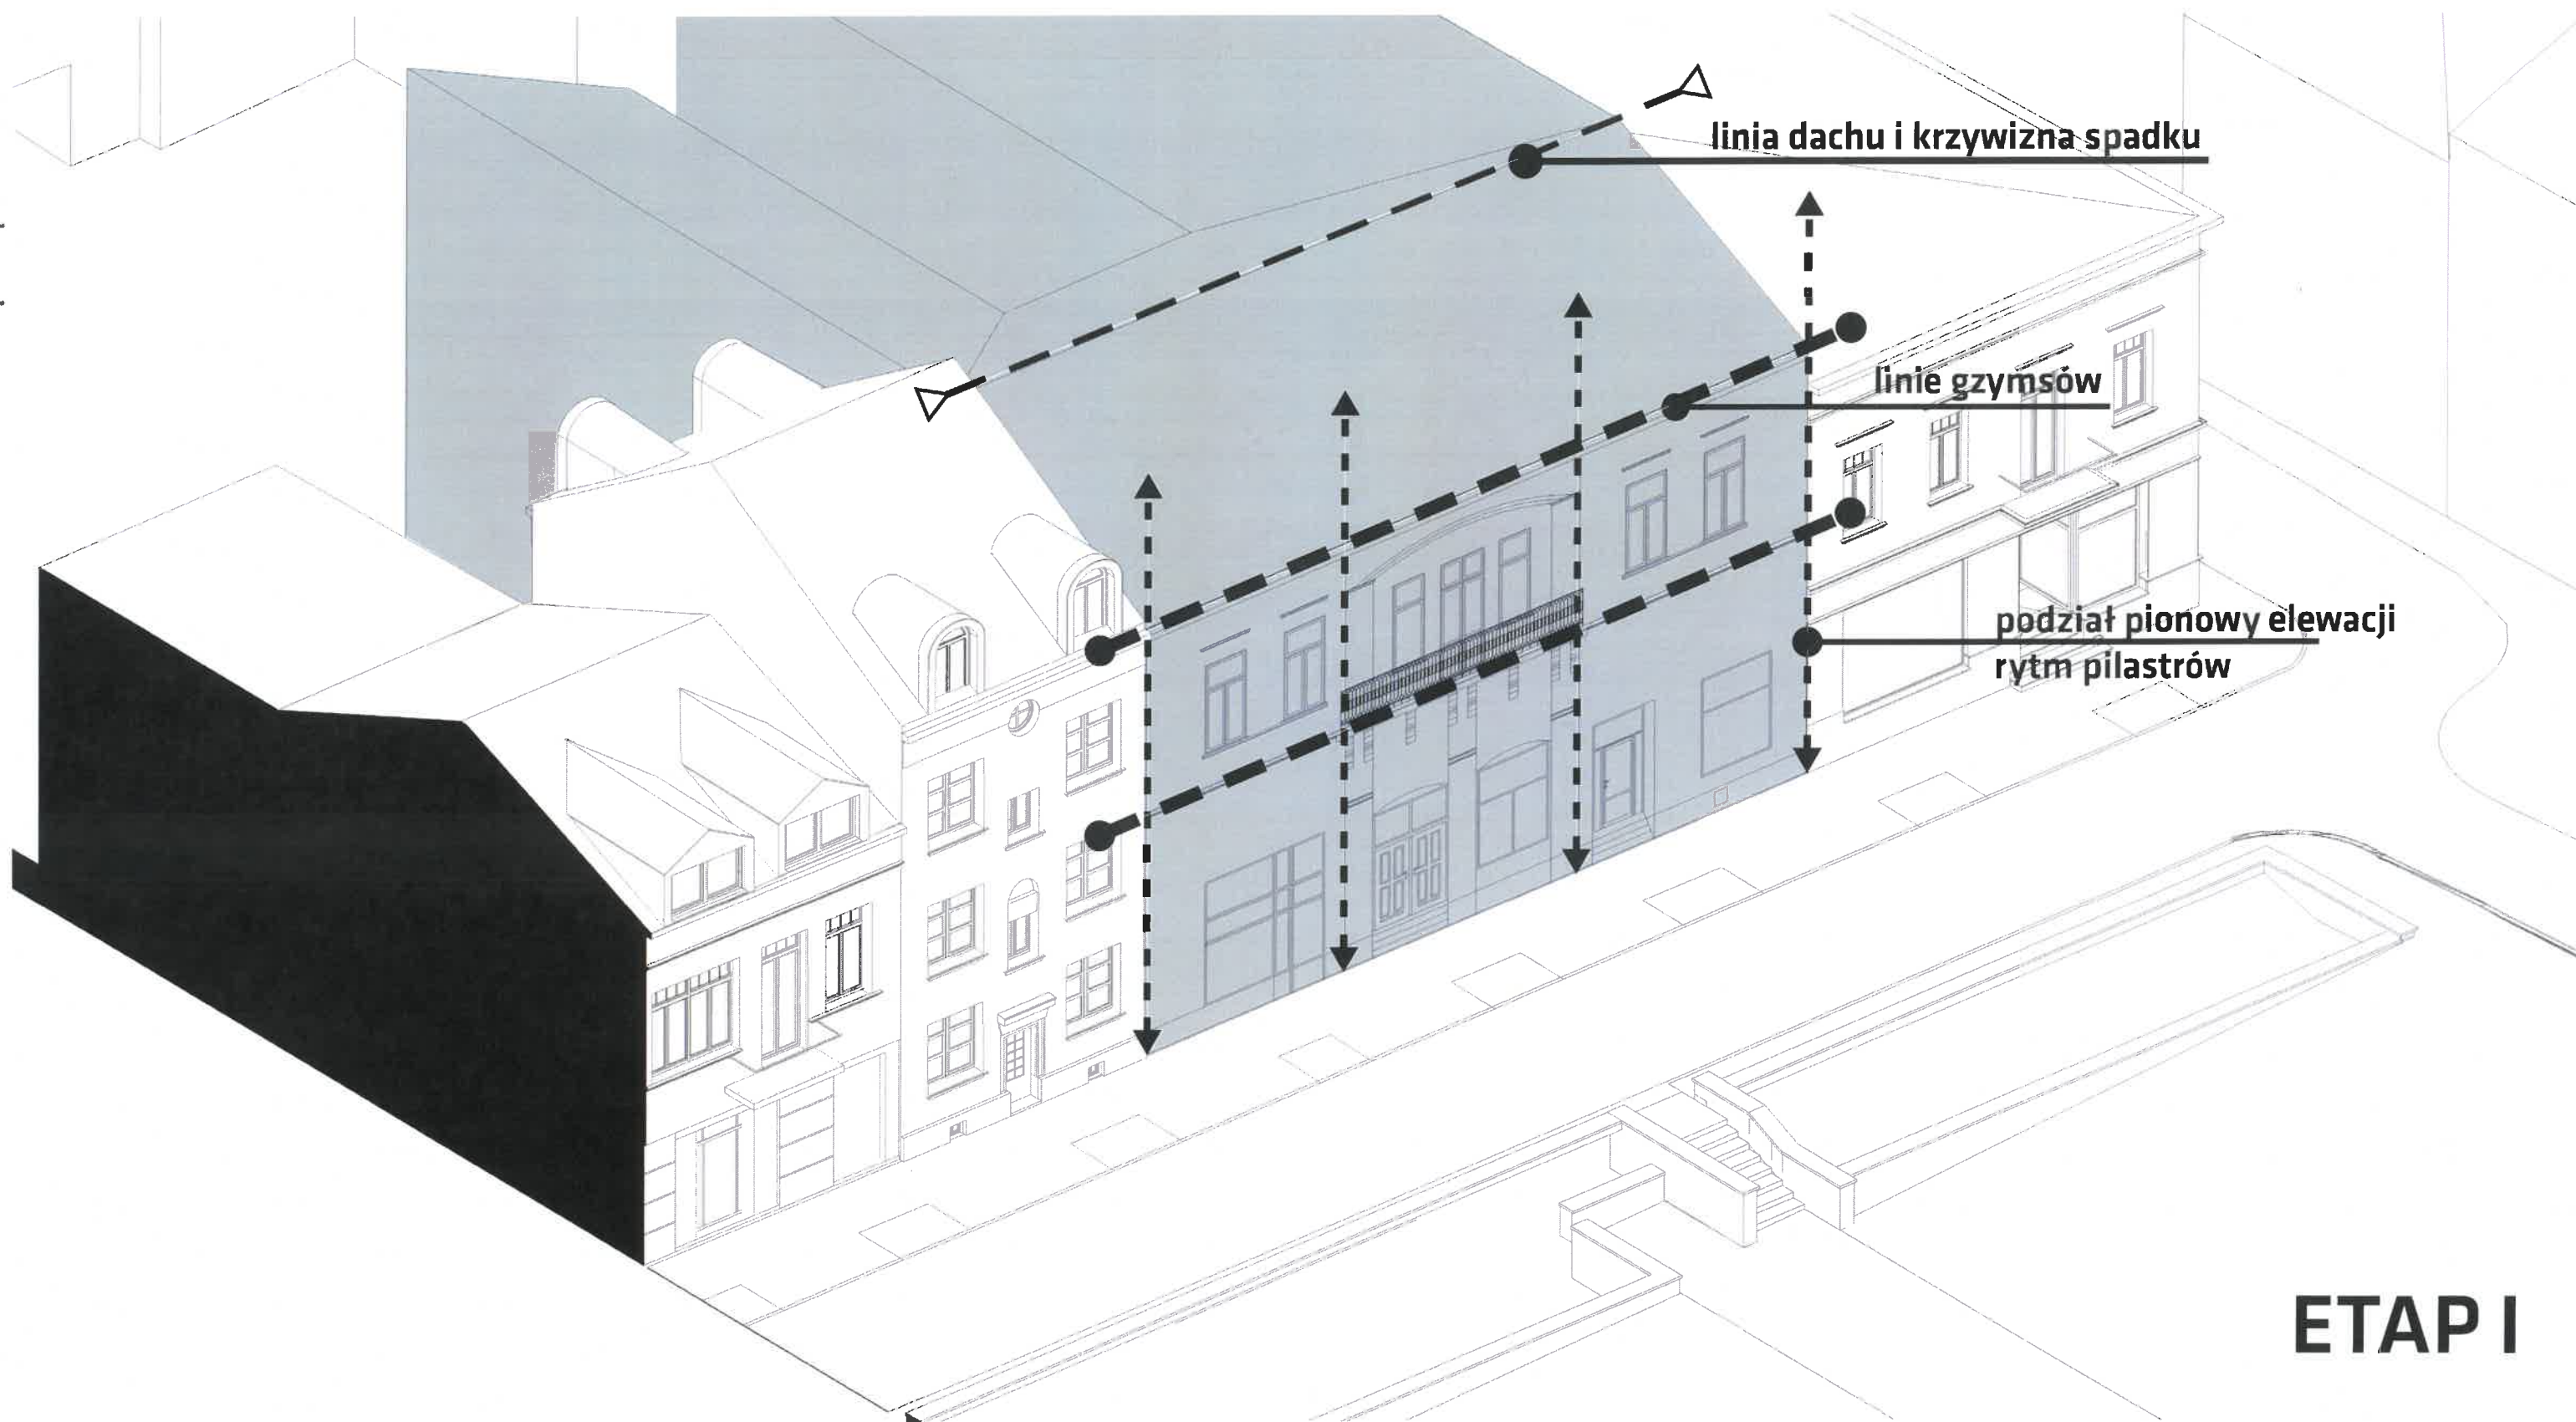 linia dachu i krzywizna spadku
linie gzymsów
podział pionowy elewacji
rytm pilastrów
ETAP I